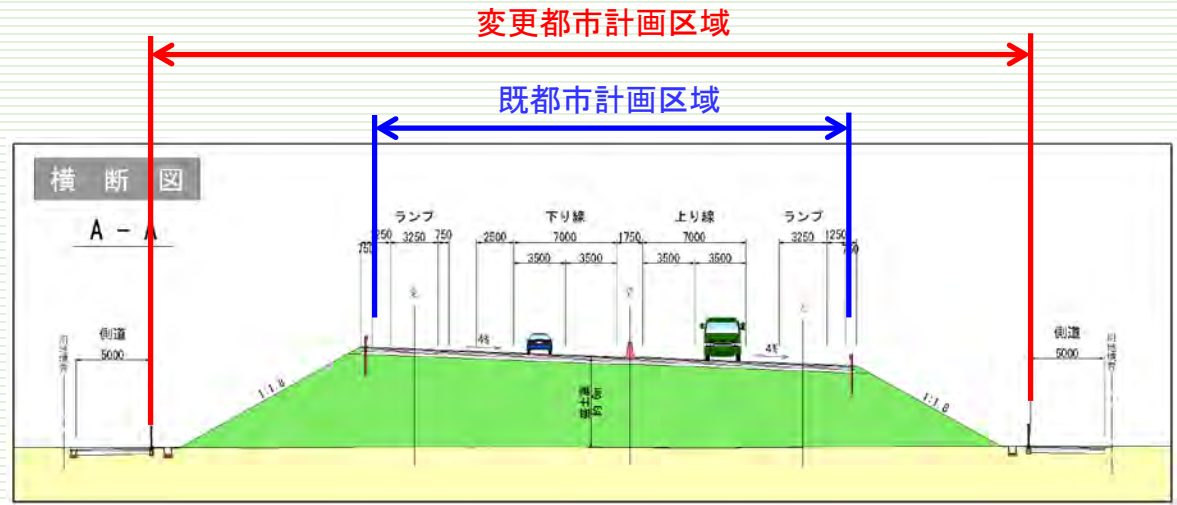 変更都市計画区域
既都市計画区域
横 断 図
A - A
ランプ 下り線 上り線 ランプ
1250 3250 750 2500 7000 1750 7000 3250 1250
750 3500 3500 3500 3500 750
4% 4%
側道 側道
5000 5000
1:1.8 1:1.8